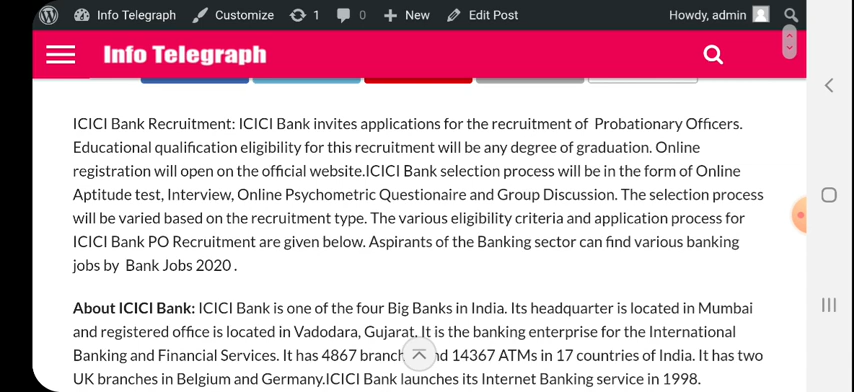 Info Telegraph Customize 1 0 New Edit Post Howdy, admin
Info Telegraph
ICICI Bank Recruitment: ICICI Bank invites applications for the recruitment of Probationary Officers.
Educational qualification eligibility for this recruitment will be any degree of graduation. Online
registration will open on the official website.ICICI Bank selection process will be in the form of Online
Aptitude test, Interview, Online Psychometric Questionaire and Group Discussion. The selection process
will be varied based on the recruitment type. The various eligibility criteria and application process for
ICICI Bank PO Recruitment are given below. Aspirants of the Banking sector can find various banking
jobs by Bank Jobs 2020 .
About ICICI Bank: ICICI Bank is one of the four Big Banks in India. Its headquarter is located in Mumbai
and registered office is located in Vadodara, Gujarat. It is the banking enterprise for the International
Banking and Financial Services. It has 4867 14367 ATMs in 17 countries of India. It has two
UK branches in Belgium and Germany.ICICI Bank launches its Internet Banking service in 1998.